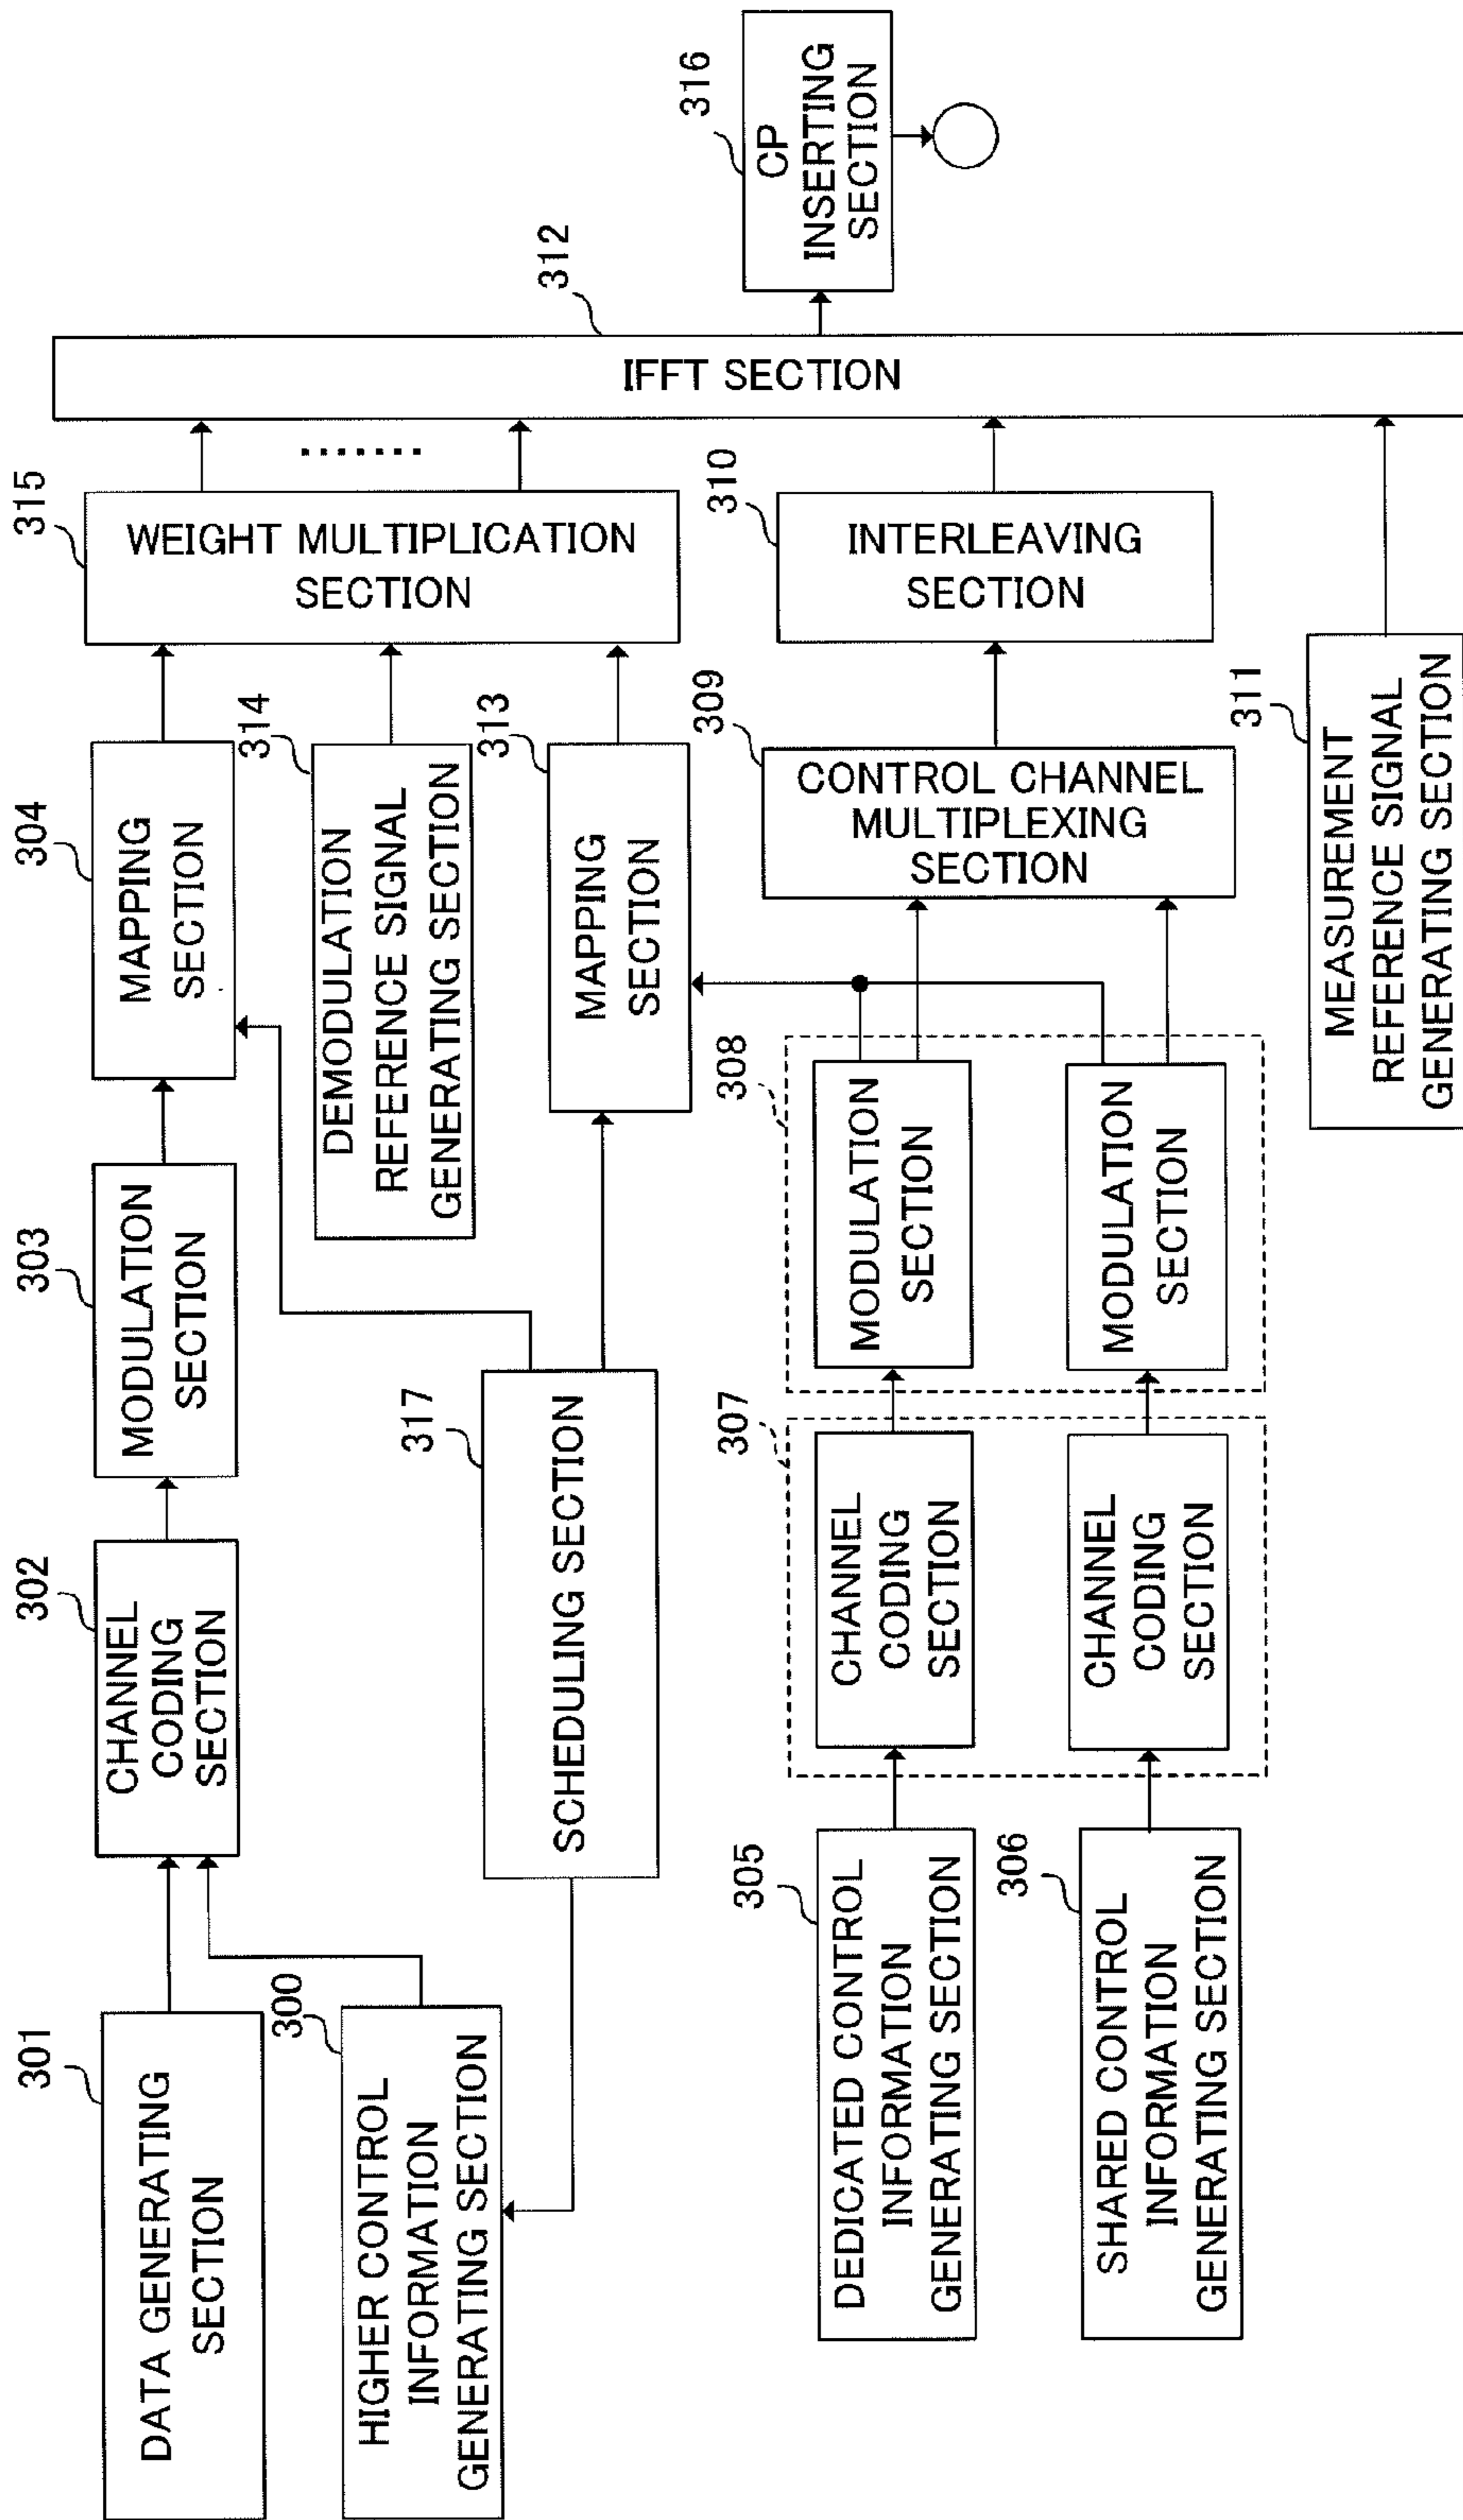 301
DATA GENERATING
SECTION
302
CHANNEL
CODING
SECTION
303
MODULATION
SECTION
304
MAPPING
SECTION
315
WEIGHT MULTIPLICATION
SECTION
312
IFFT SECTION
316
CP
INSERTING
SECTION
300
HIGHER CONTROL
INFORMATION
GENERATING SECTION
314
DEMODULATION
REFERENCE SIGNAL
GENERATING SECTION
317
SCHEDULING SECTION
313
MAPPING
SECTION
305
DEDICATED CONTROL
INFORMATION
GENERATING SECTION
307
CHANNEL
CODING
SECTION
308
MODULATION
SECTION
309
CONTROL CHANNEL
MULTIPLEXING
SECTION
310
INTERLEAVING
SECTION
306
SHARED CONTROL
INFORMATION
GENERATING SECTION
CHANNEL
CODING
SECTION
MODULATION
SECTION
311
MEASUREMENT
REFERENCE SIGNAL
GENERATING SECTION